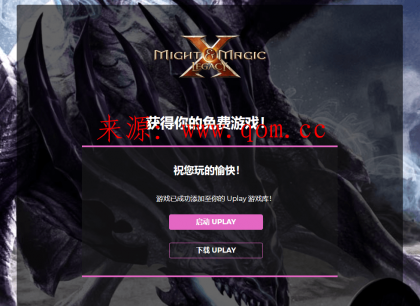 MIGHT & MAGIC
X
LEGACY
获得你的免费游戏！
来源：www.qom.cc
祝您玩的愉快！
游戏已成功添加至你的 Uplay 游戏库！
启动 UPLAY
下载 UPLAY